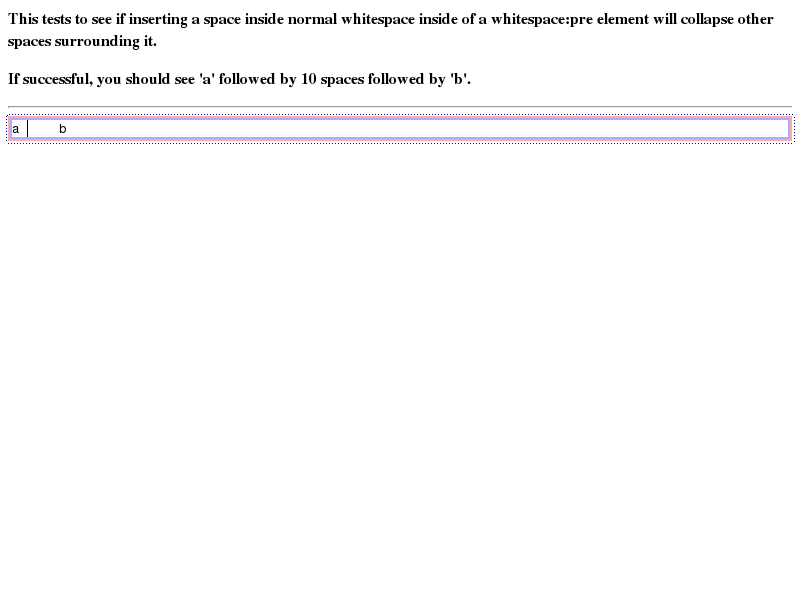 This tests to see if inserting a space inside normal whitespace inside of a whitespace:pre element will collapse other
spaces surrounding it.
If successful, you should see 'a' followed by 10 spaces followed by 'b'.
a          b